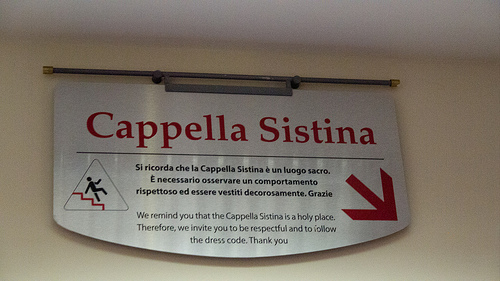 Cappella Sistina
Si ricorda che la Cappella Sistina è un luogo sacro.
È necessario osservare un comportamento
rispettoso ed essere vestiti decorosamente. Grazie
We remind you that the Cappella Sistina is a holy place.
Therefore, we invite you to be respectful and to follow
the dress code. Thank you